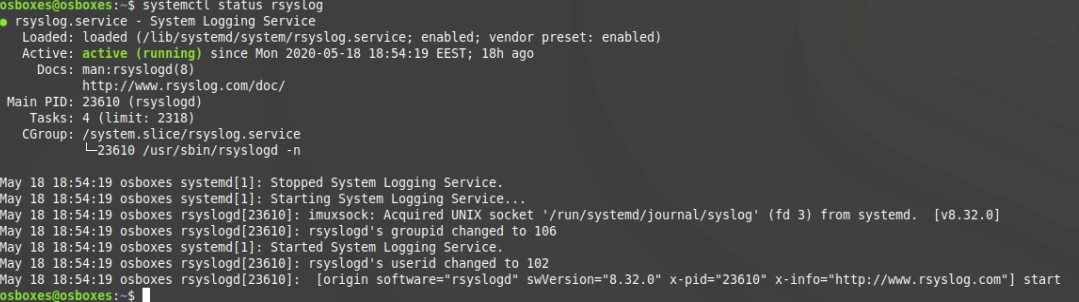 osboxes@osboxes:~$ systemctl status rsyslog
● rsyslog.service - System Logging Service
   Loaded: loaded (/lib/systemd/system/rsyslog.service; enabled; vendor preset: enabled)
   Active: active (running) since Mon 2020-05-18 18:54:19 EEST; 18h ago
     Docs: man:rsyslogd(8)
           http://www.rsyslog.com/doc/
 Main PID: 23610 (rsyslogd)
    Tasks: 4 (limit: 2318)
   CGroup: /system.slice/rsyslog.service
           └─23610 /usr/sbin/rsyslogd -n
May 18 18:54:19 osboxes systemd[1]: Stopped System Logging Service.
May 18 18:54:19 osboxes systemd[1]: Starting System Logging Service...
May 18 18:54:19 osboxes rsyslogd[23610]: imuxsock: Acquired UNIX socket '/run/systemd/journal/syslog' (fd 3) from systemd.  [v8.32.0]
May 18 18:54:19 osboxes rsyslogd[23610]: rsyslogd's groupid changed to 106
May 18 18:54:19 osboxes systemd[1]: Started System Logging Service.
May 18 18:54:19 osboxes rsyslogd[23610]: rsyslogd's userid changed to 102
May 18 18:54:19 osboxes rsyslogd[23610]:  [origin software="rsyslogd" swVersion="8.32.0" x-pid="23610" x-info="http://www.rsyslog.com"] start
osboxes@osboxes:~$